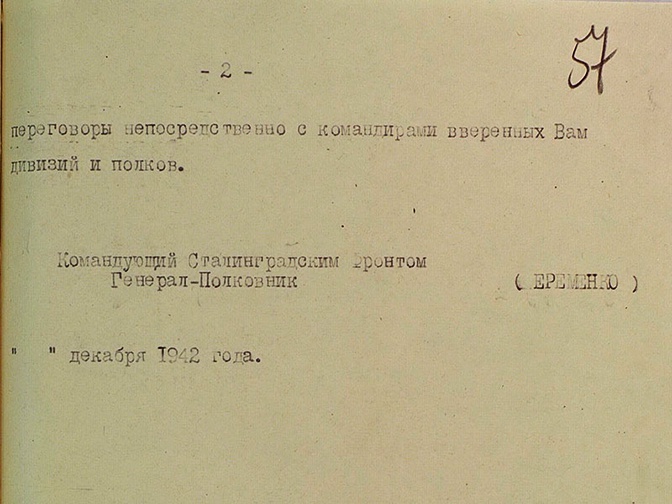 - 2 -
57
переговоры непосредственно с командирами вверенных Вам
дивизий и полков.
Командующий Сталинградским Фронтом
Генерал-Полковник ( ЕРЕМЕНКО )
" " декабря 1942 года.